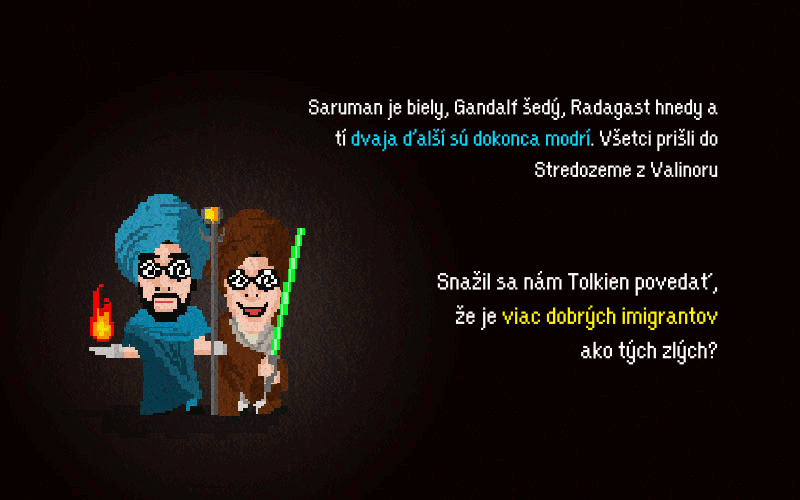 Saruman je biely, Gandalf šedý, Radagast hnedy a
tí dvaja ďalší sú dokonca modrí. Všetci prišli do
Stredozeme z Valinoru
Snažil sa nám Tolkien povedať,
že je viac dobrých imigrantov
ako tých zlých?